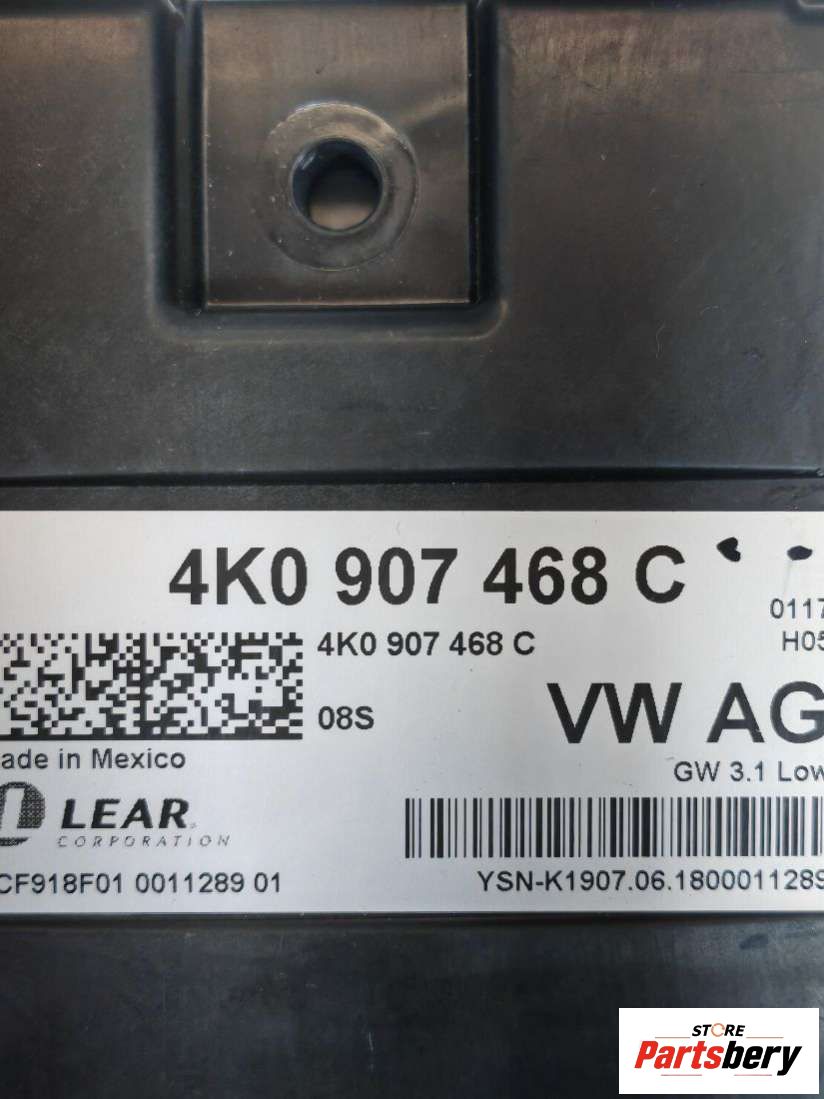 4K0 907 468 C
0117
H05
4K0 907 468 C
08S
VW AG
ade in Mexico
GW 3.1 Low
LEAR
CORPORATION
CF918F01 0011289 01
YSN-K1907.06.1800011289
STORE
Partsbery